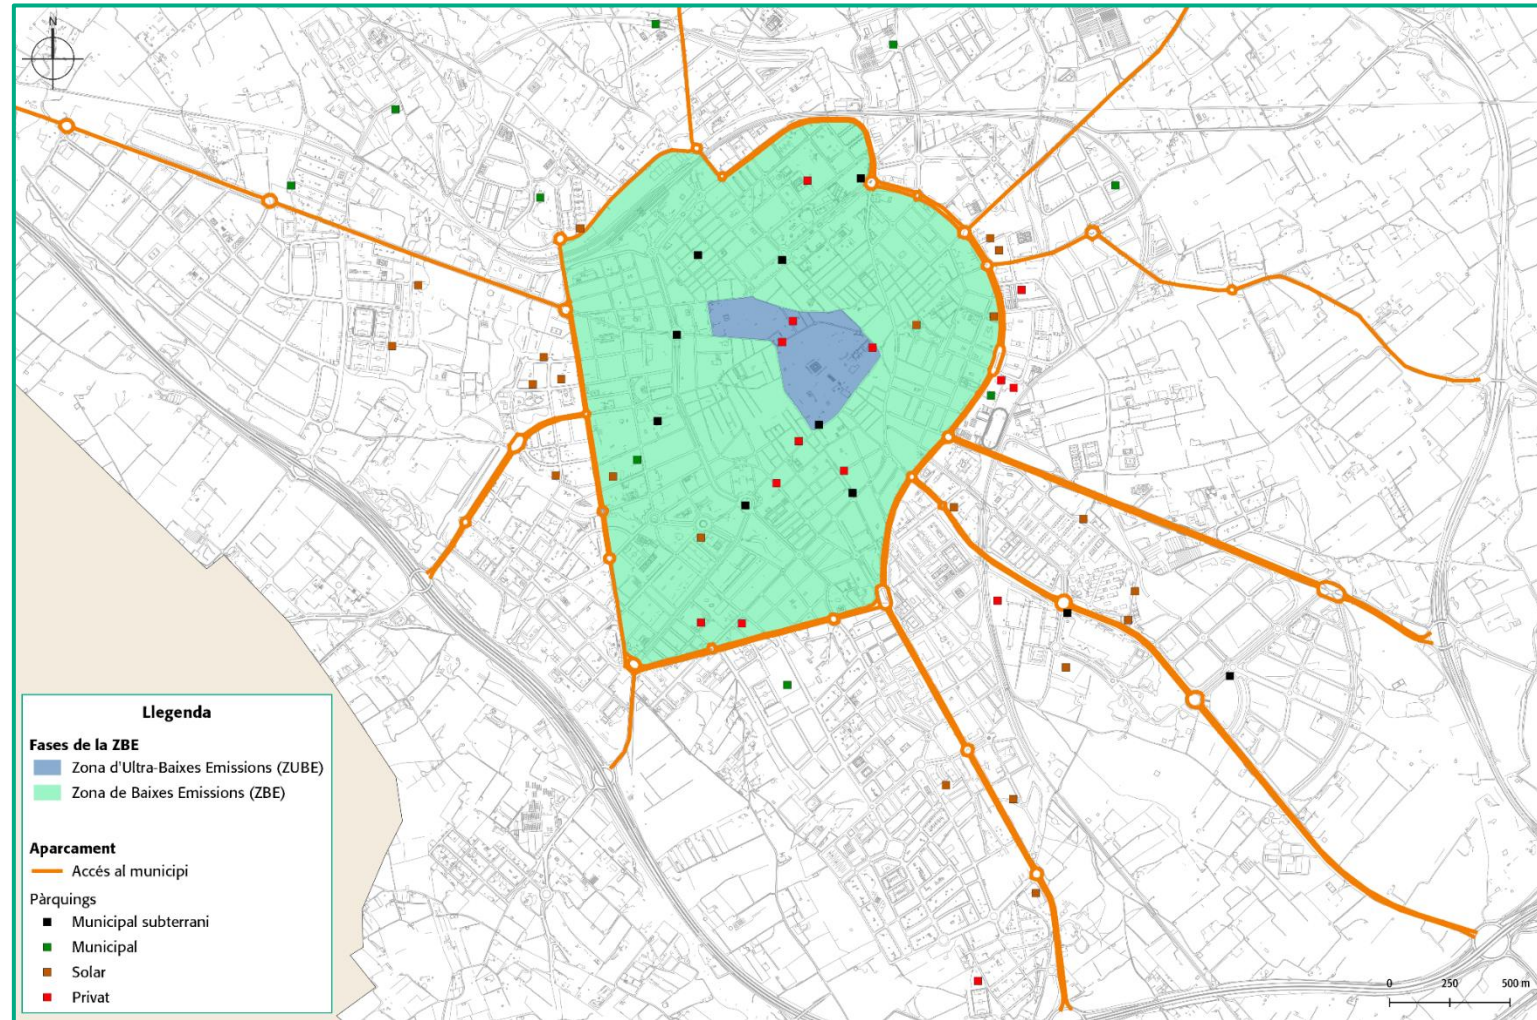 N
Llegenda
Fases de la ZBE
Zona d'Ultra-Baixes Emissions (ZUBE)
Zona de Baixes Emissions (ZBE)
Aparcament
Accés al municipi
Pàrquings
Municipal subterrani
Municipal
Solar
Privat
0 250 500 m